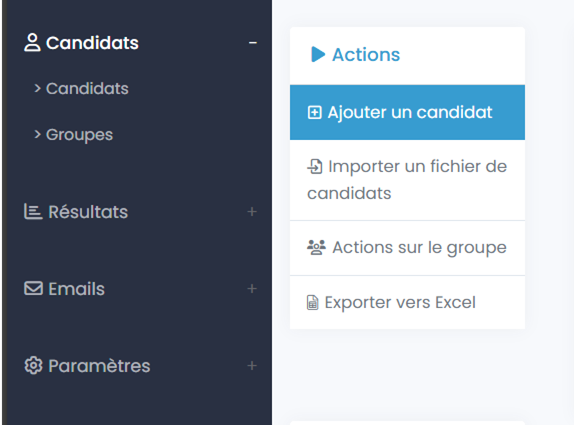 Candidats
> Candidats
> Groupes
Résultats
Emails
Paramètres
Actions
Ajouter un candidat
Importer un fichier de
candidats
Actions sur le groupe
Exporter vers Excel